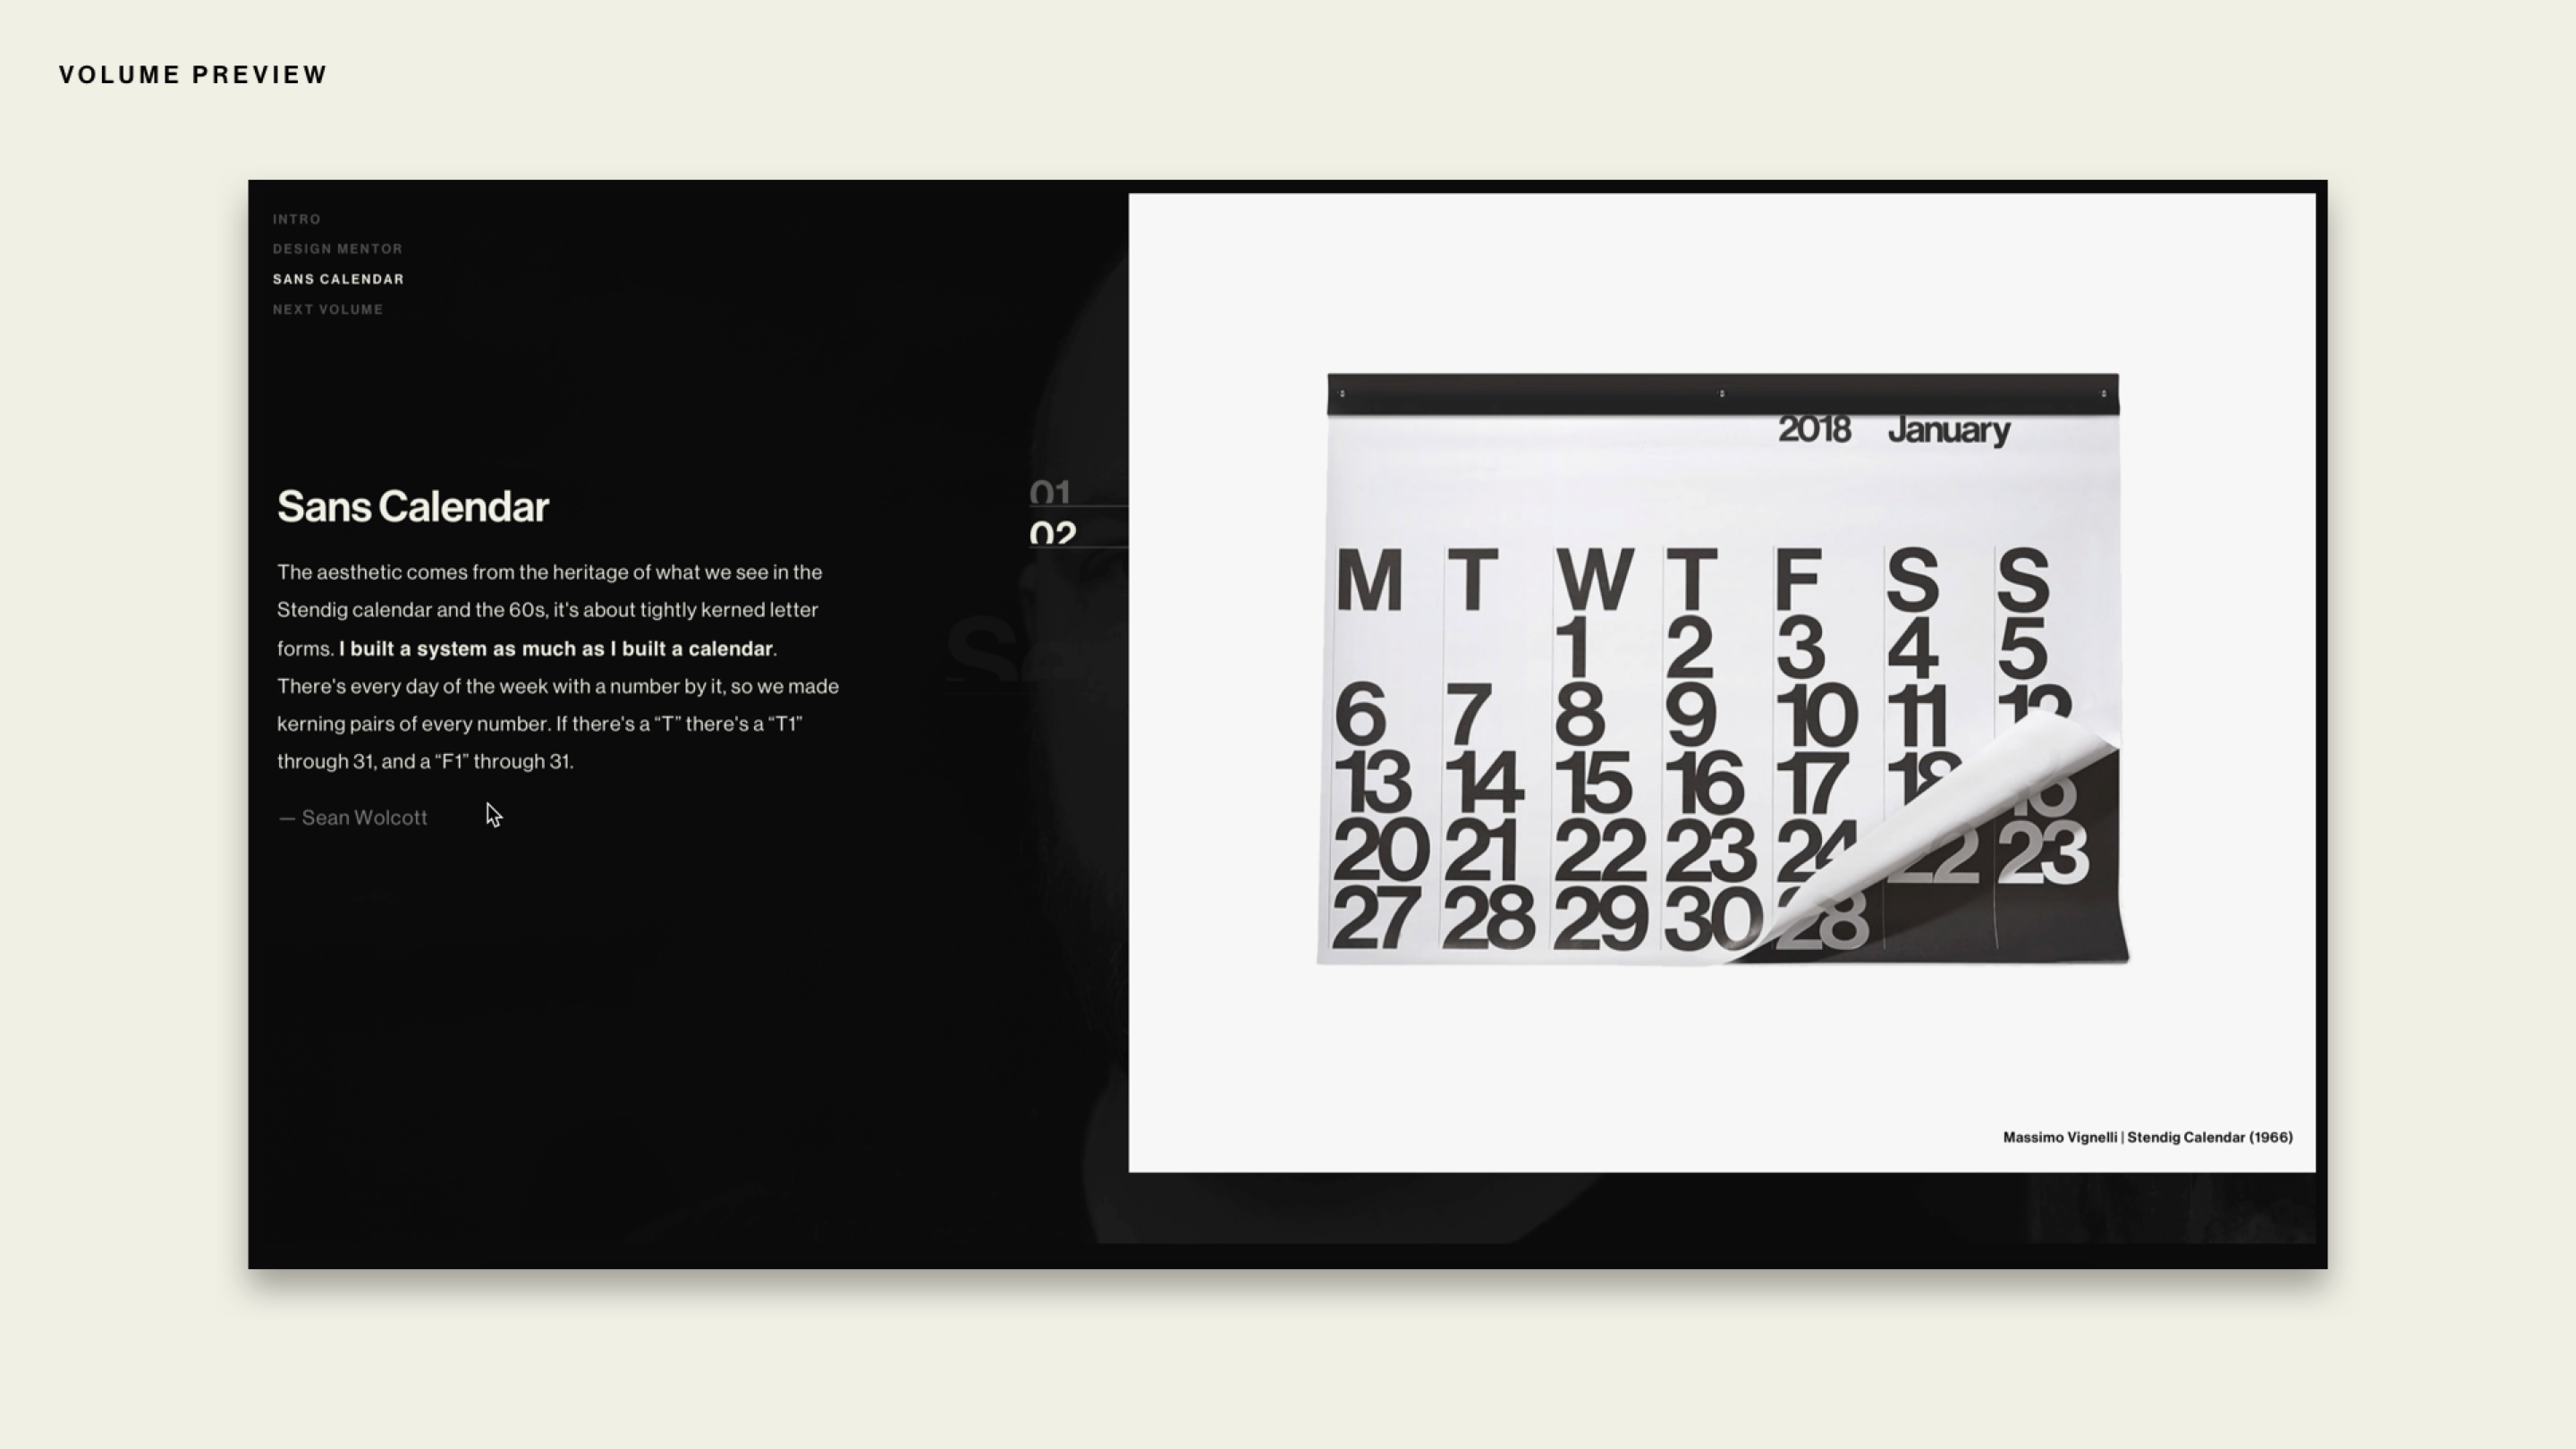 VOLUME PREVIEW
INTRO
DESIGN MENTOR
SANS CALENDAR
NEXT VOLUME
Sans Calendar
The aesthetic comes from the heritage of what we see in the
Stendig calendar and the 60s, it's about tightly kerned letter
forms. I built a system as much as I built a calendar.
There's every day of the week with a number by it, so we made
kerning pairs of every number. If there's a “T” there's a “T1”
through 31, and a “F1” through 31.
— Sean Wolcott
01
02
2018 January
M T W T F S S
1 2 3 4 5
6 7 8 9 10 11 12
13 14 15 16 17 18
20 21 22 23 24 22 23
27 28 29 30 28
Massimo Vignelli | Stendig Calendar (1966)